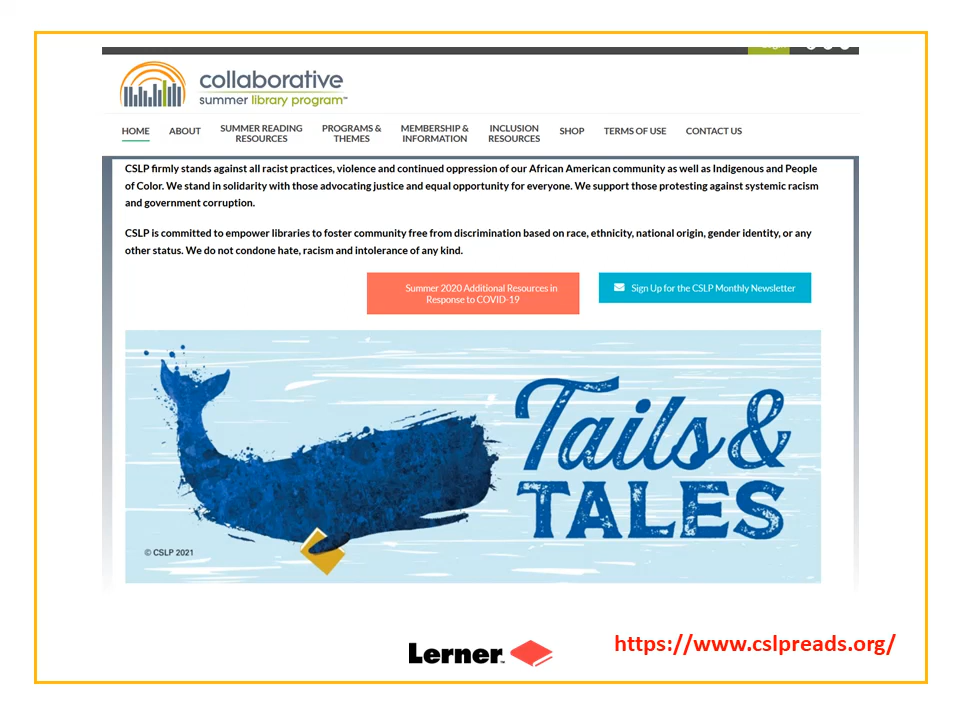 Login
collaborative
summer library program™
HOME
ABOUT
SUMMER READING
RESOURCES
PROGRAMS &
THEMES
MEMBERSHIP &
INFORMATION
INCLUSION
RESOURCES
SHOP
TERMS OF USE
CONTACT US
CSLP firmly stands against all racist practices, violence and continued oppression of our African American community as well as Indigenous and People
of Color. We stand in solidarity with those advocating justice and equal opportunity for everyone. We support those protesting against systemic racism
and government corruption.
CSLP is committed to empower libraries to foster community free from discrimination based on race, ethnicity, national origin, gender identity, or any
other status. We do not condone hate, racism and intolerance of any kind.
Summer 2020 Additional Resources in
Response to COVID-19
Sign Up for the CSLP Monthly Newsletter
Tails &
TALES
© CSLP 2021
Lerner™
https://www.cslpreads.org/